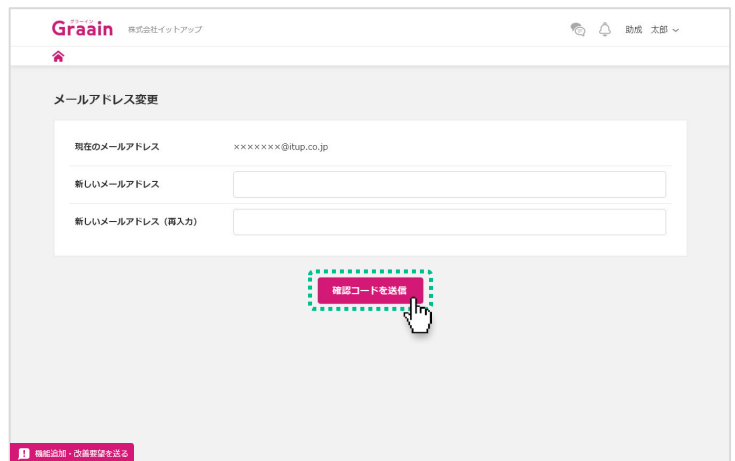 グラーイン
Graain 株式会社イットアップ 助成 太郎
メールアドレス変更
現在のメールアドレス ×××××××@itup.co.jp
新しいメールアドレス
新しいメールアドレス（再入力）
確認コードを送信
機能追加・改善要望を送る